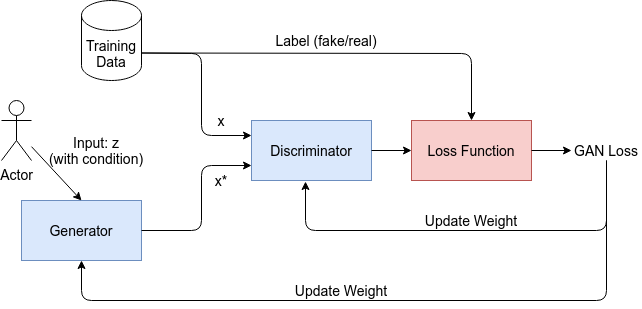 Training
Data
Label (fake/real)
x
Input: z
(with condition)
Actor
Discriminator
Loss Function
GAN Loss
x*
Generator
Update Weight
Update Weight